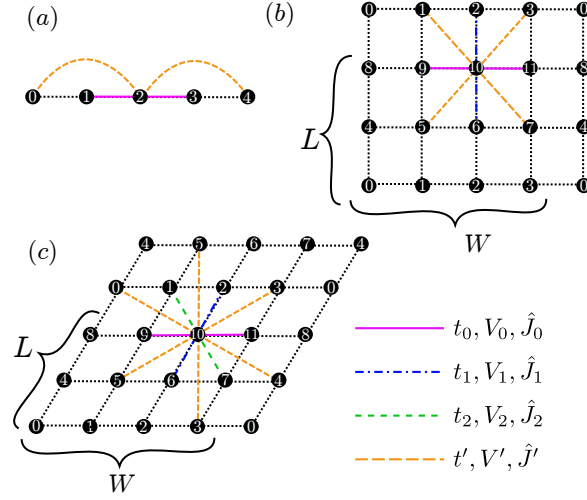 (a)
0 1 2 3 4
(b)
0 1 2 3 0
8 9 10 11 8
4 5 6 7 4
0 1 2 3 0
L
W
(c)
4 5 6 7 4
0 1 2 3 0
8 9 10 11 8
4 5 6 7 4
0 1 2 3 0
L
W
t₀, V₀, Ĵ₀
t₁, V₁, Ĵ₁
t₂, V₂, Ĵ₂
t′, V′, Ĵ′